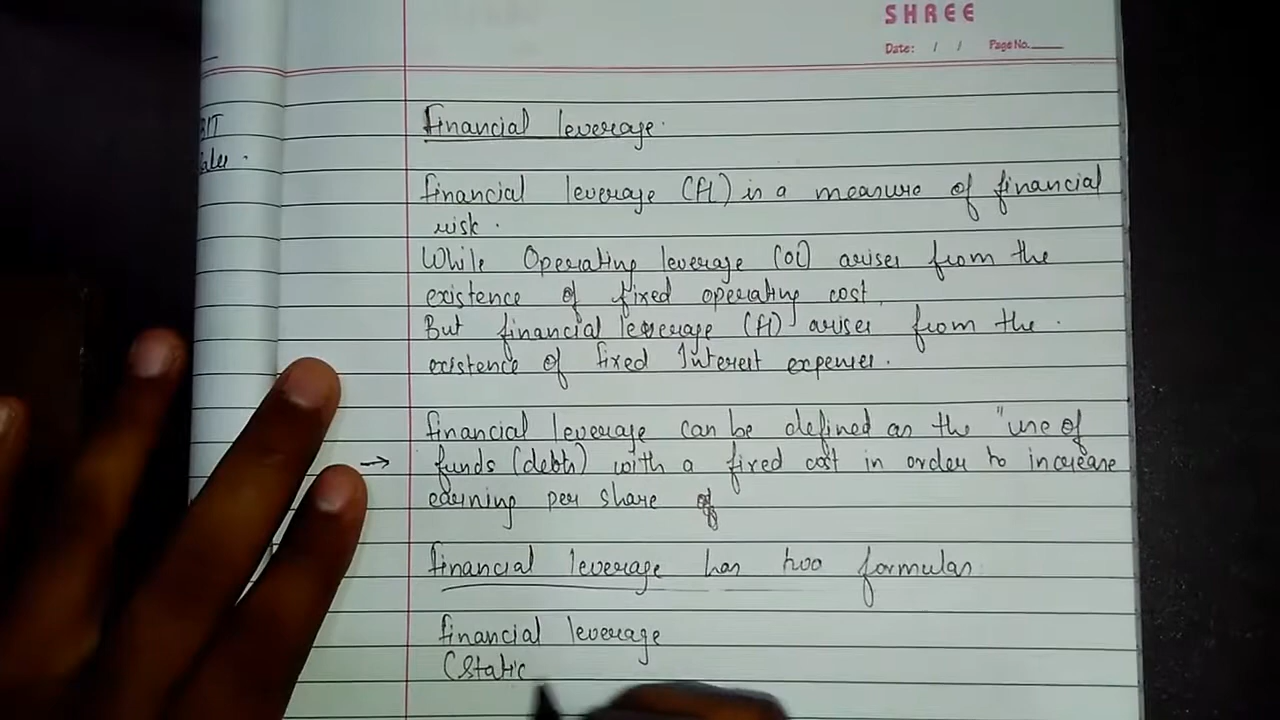 SHREE
Date: / / Page No.
financial leverage.
financial leverage (fl) is a measure of financial
risk.
While Operating leverage (ol) arises from the
existence of fixed operating cost.
But financial leverage (fl) arises from the.
existence of fixed Interest expenses.
financial leverage can be defined as the "use of
→ funds (debth) with a fixed cost in order to increase
earning per share of
financial leverage has two formulas
financial leverage
(Static